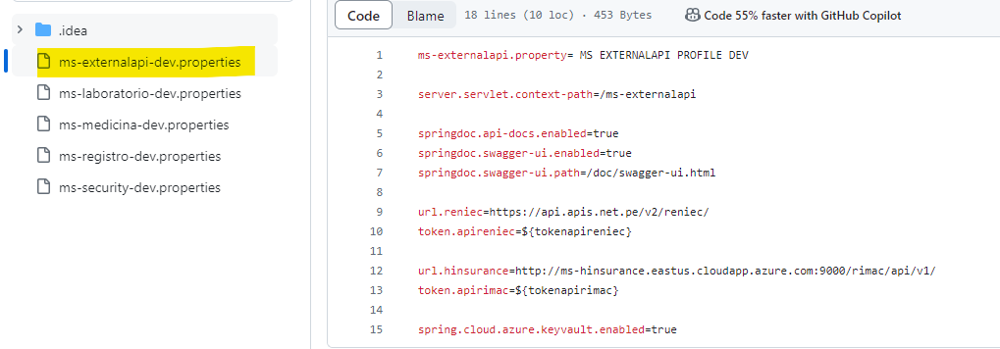 .idea
ms-externalapi-dev.properties
ms-laboratorio-dev.properties
ms-medicina-dev.properties
ms-registro-dev.properties
ms-security-dev.properties
Code Blame 18 lines (10 loc) · 453 Bytes Code 55% faster with GitHub Copilot
1 ms-externalapi.property= MS EXTERNALAPI PROFILE DEV
2
3 server.servlet.context-path=/ms-externalapi
4
5 springdoc.api-docs.enabled=true
6 springdoc.swagger-ui.enabled=true
7 springdoc.swagger-ui.path=/doc/swagger-ui.html
8
9 url.reniec=https://api.apis.net.pe/v2/reniec/
10 token.apireniec=${tokenapireniec}
11
12 url.hinsurance=http://ms-hinsurance.eastus.cloudapp.azure.com:9000/rimac/api/v1/
13 token.apirimac=${tokenapirimac}
14
15 spring.cloud.azure.keyvault.enabled=true